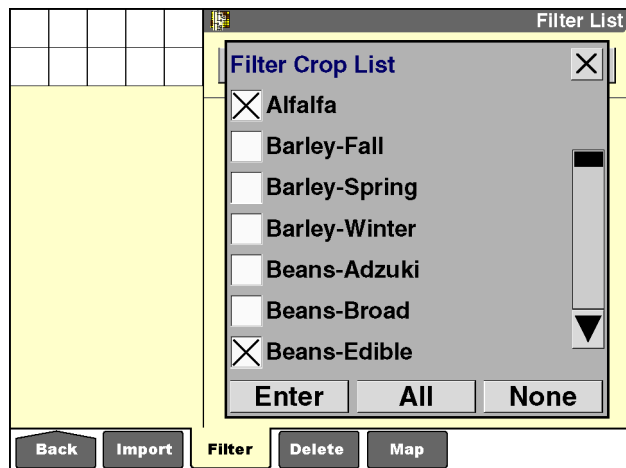 Filter List
Filter Crop List
Alfalfa
Barley-Fall
Barley-Spring
Barley-Winter
Beans-Adzuki
Beans-Broad
Beans-Edible
Enter All None
Back Import Filter Delete Map